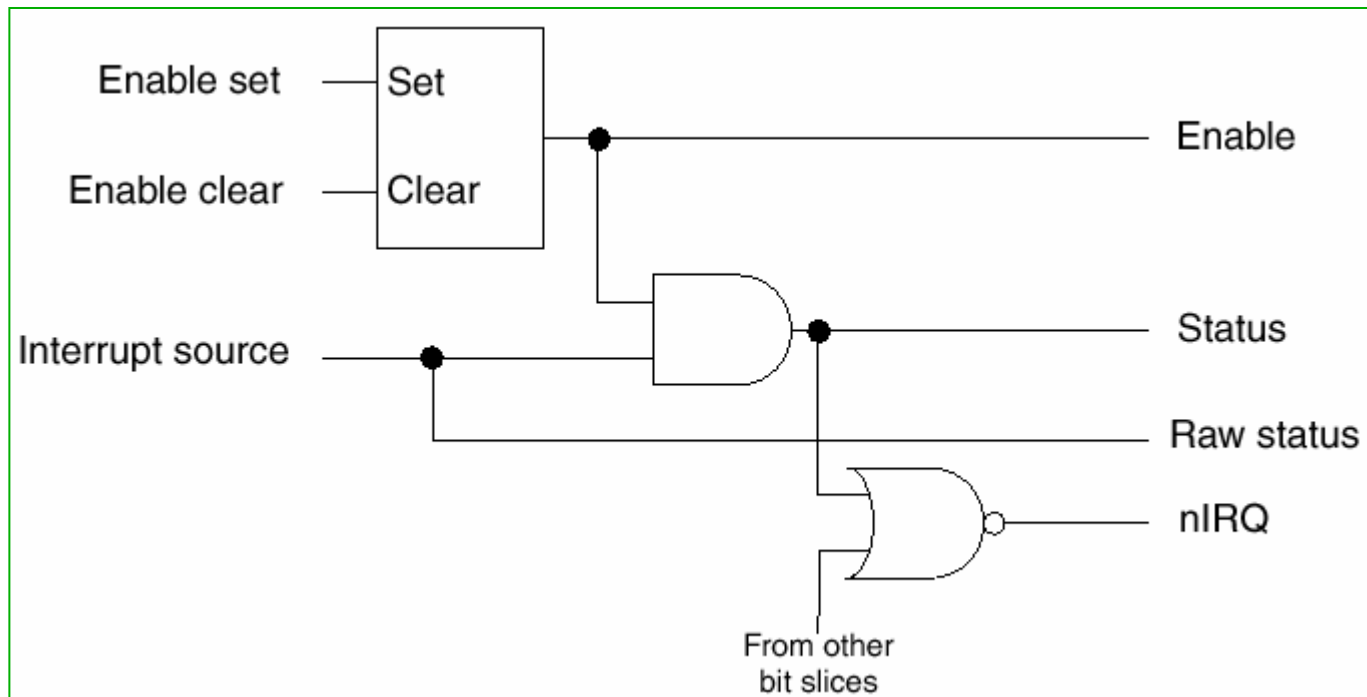 Enable set
Set
Enable
Enable clear
Clear
Interrupt source
Status
Raw status
nIRQ
From other
bit slices